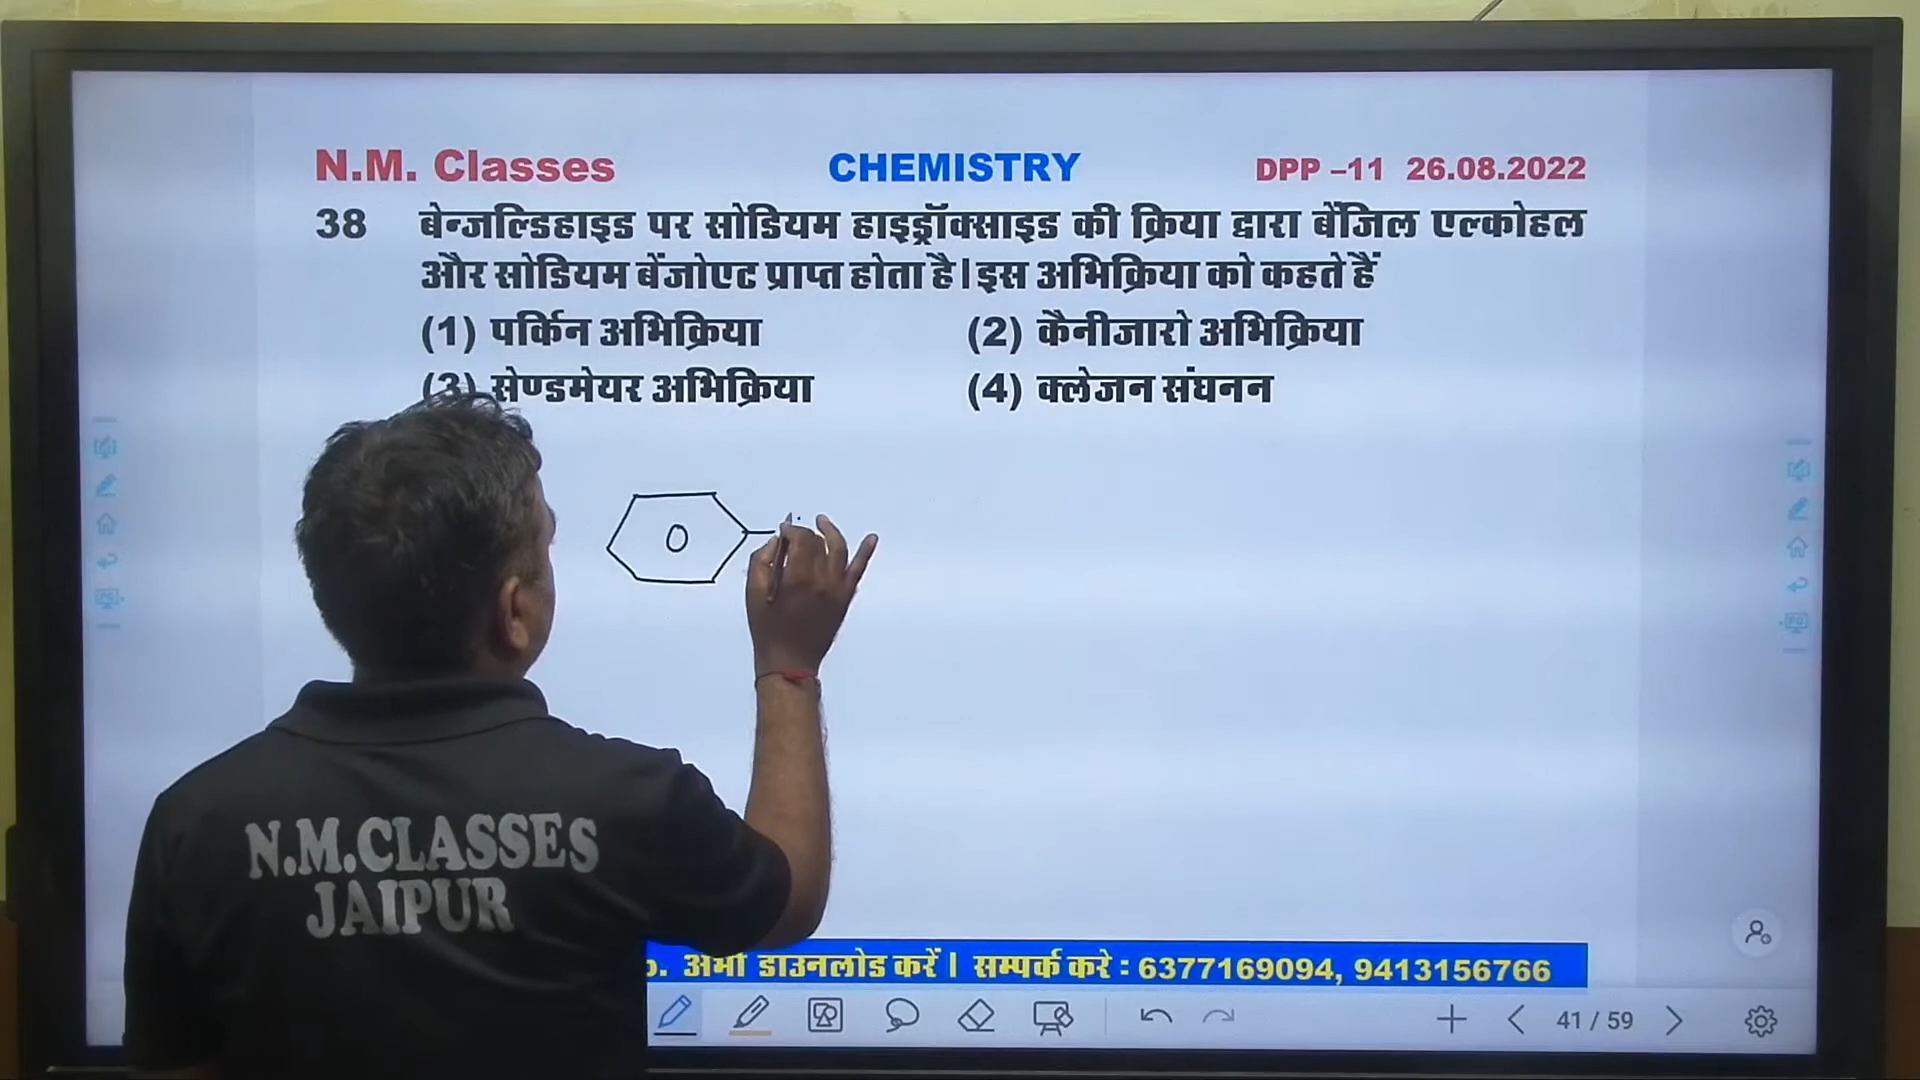 N.M. Classes CHEMISTRY DPP –11 26.08.2022
38 बेन्जल्डिहाइड पर सोडियम हाइड्रॉक्साइड की क्रिया द्वारा बेंजिल एल्कोहल
और सोडियम बेंजोएट प्राप्त होता है। इस अभिक्रिया को कहते हैं
(1) पर्किन अभिक्रिया (2) कैनीजारो अभिक्रिया
(3) सेण्डमेयर अभिक्रिया (4) क्लेजन संघनन
N.M.CLASSES
JAIPUR
डाउनलोड करें। सम्पर्क करे : 6377169094, 9413156766
41 / 59